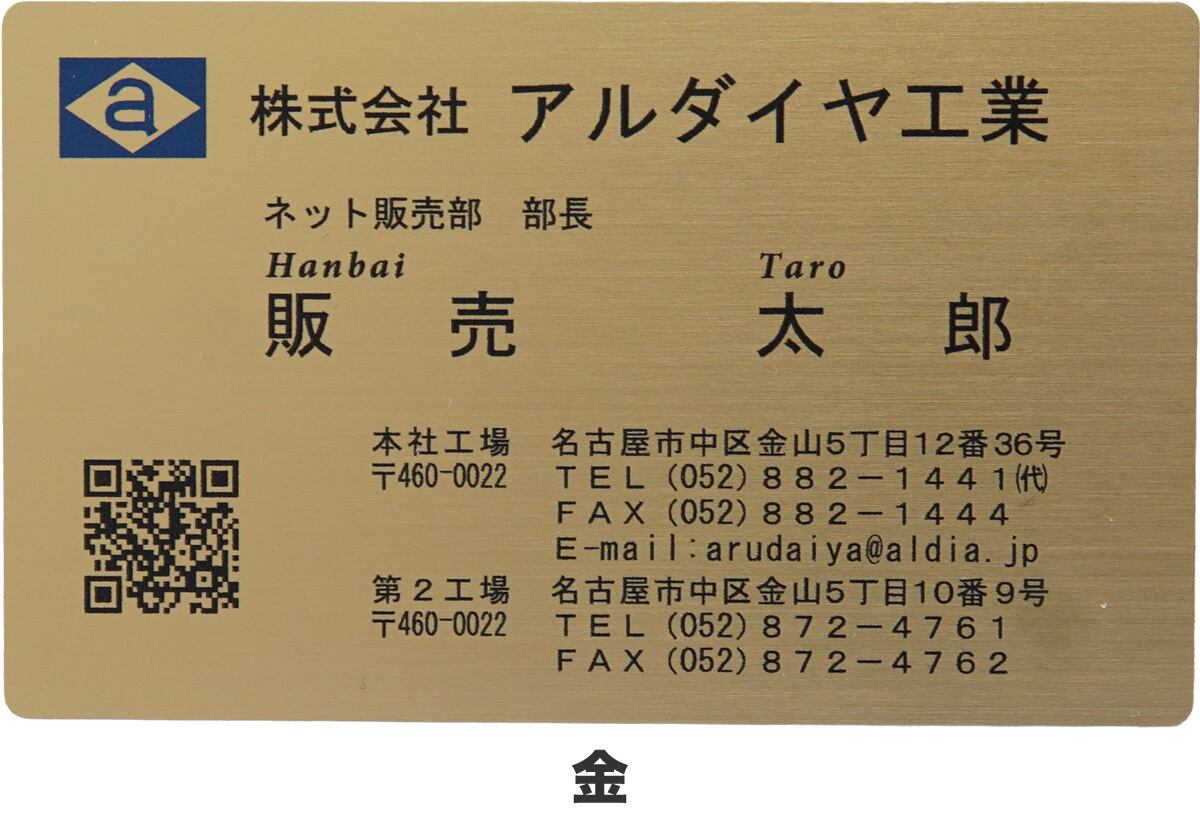 a
株式会社 アルダイヤ工業
ネット販売部 部長
Hanbai Taro
販 売 太 郎
本社工場 名古屋市中区金山5丁目12番36号
〒460-0022 TEL (052) 882-1441㈹
FAX (052) 882-1444
E-mail:arudaiya@aldia.jp
第2工場 名古屋市中区金山5丁目10番9号
〒460-0022 TEL (052) 872-4761
FAX (052) 872-4762
金